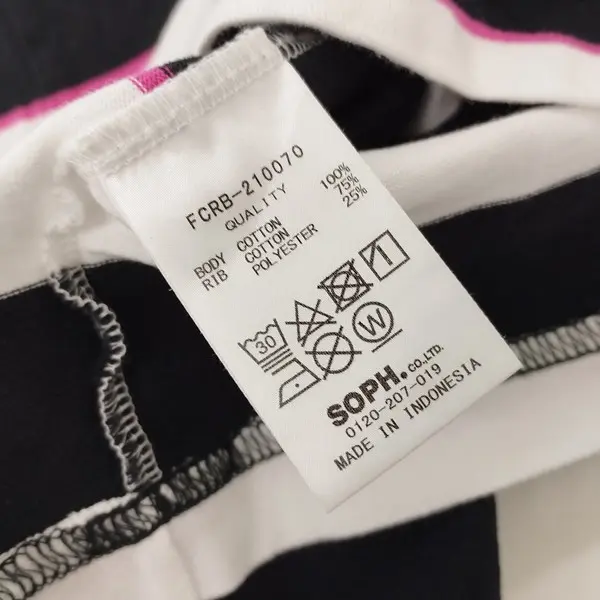 FCRB-210070
QUALITY
BODY COTTON 100%
RIB COTTON 75%
POLYESTER 25%
30
W
SOPH. CO.,LTD.
0120-207-019
MADE IN INDONESIA